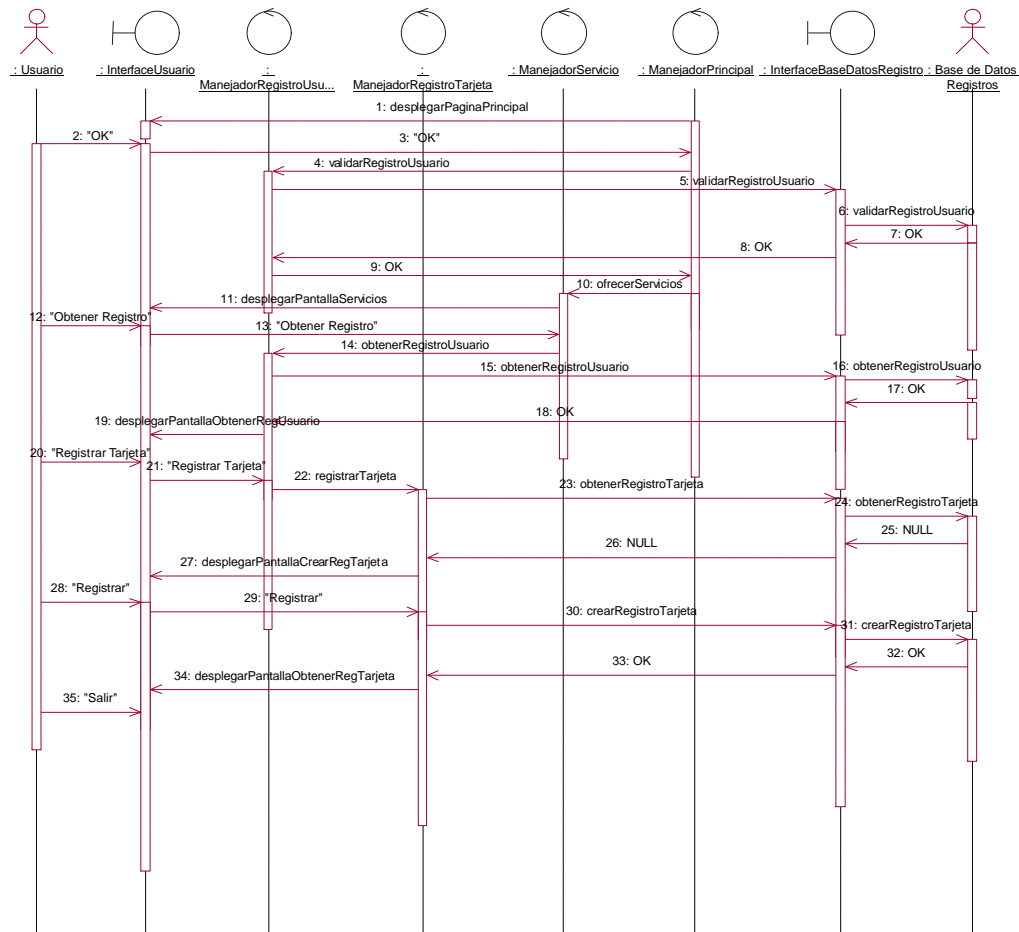 : Usuario
: InterfaceUsuario
:
ManejadorRegistroUsu...
:
ManejadorRegistroTarjeta
: ManejadorServicio
: ManejadorPrincipal
: InterfaceBaseDatosRegistro
: Base de Datos
Registros
1: desplegarPaginaPrincipal
2: "OK"
3: "OK"
4: validarRegistroUsuario
5: validarRegistroUsuario
6: validarRegistroUsuario
7: OK
8: OK
9: OK
10: ofrecerServicios
11: desplegarPantallaServicios
12: "Obtener Registro"
13: "Obtener Registro"
14: obtenerRegistroUsuario
15: obtenerRegistroUsuario
16: obtenerRegistroUsuario
17: OK
18: OK
19: desplegarPantallaObtenerRegUsuario
20: "Registrar Tarjeta"
21: "Registrar Tarjeta"
22: registrarTarjeta
23: obtenerRegistroTarjeta
24: obtenerRegistroTarjeta
25: NULL
26: NULL
27: desplegarPantallaCrearRegTarjeta
28: "Registrar"
29: "Registrar"
30: crearRegistroTarjeta
31: crearRegistroTarjeta
32: OK
33: OK
34: desplegarPantallaObtenerRegTarjeta
35: "Salir"